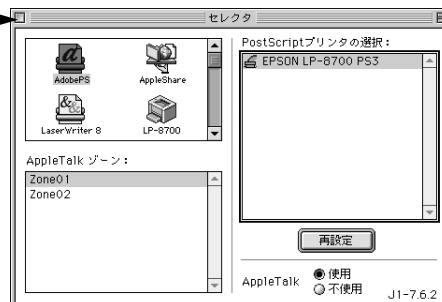 セレクタ
AdobePS
AppleShare
LaserWriter 8
LP-8700
AppleTalk ゾーン：
Zone01
Zone02
PostScriptプリンタの選択：
EPSON LP-8700 PS3
再設定
AppleTalk
使用
不使用
J1-7.6.2